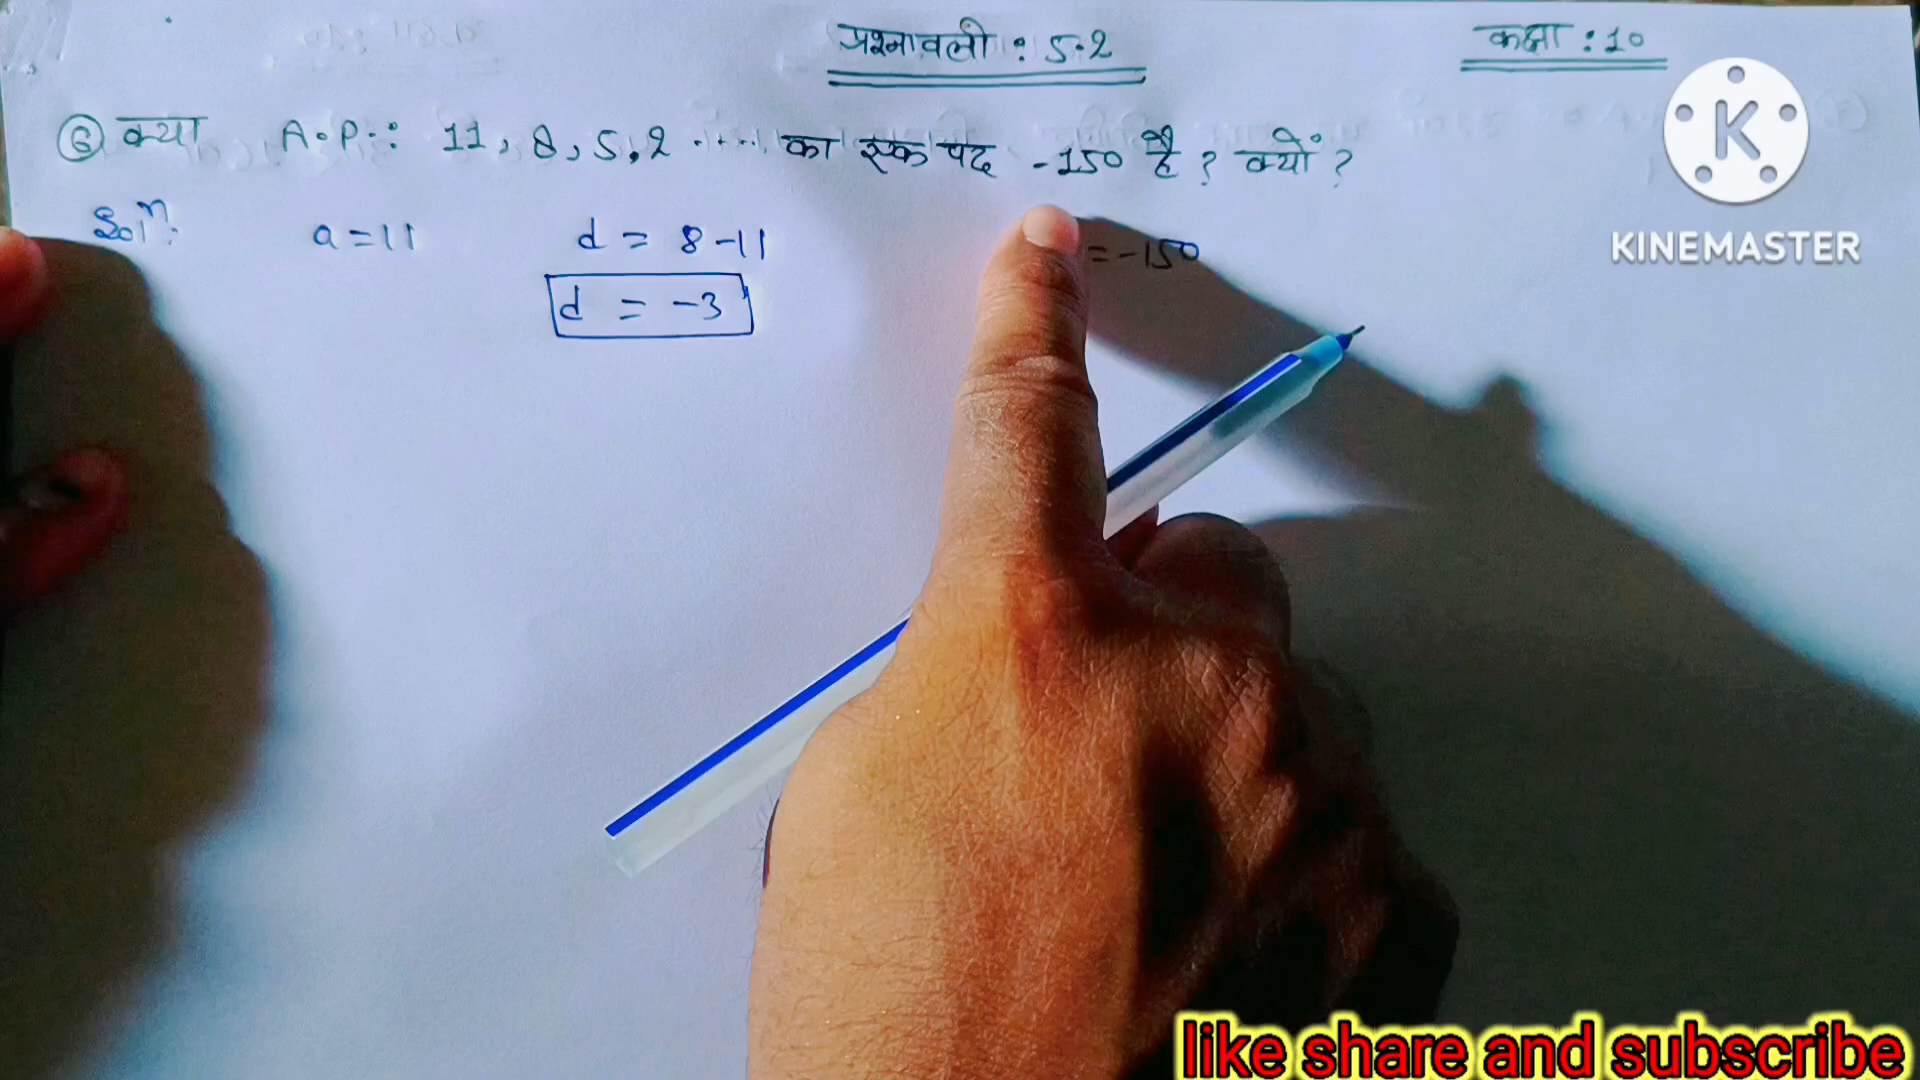 प्रश्नावली : 5.2
कक्षा : 10
⑥ क्या A.P. : 11, 8, 5, 2 .... का एक पद -150 है ? क्यों ?
Solⁿ: a = 11 d = 8 - 11 = -150
d = -3
KINEMASTER
like share and subscribe